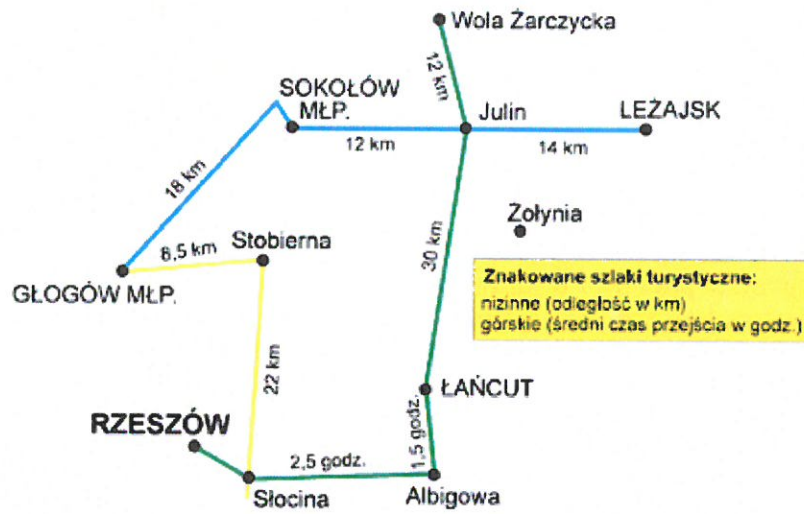 Wola Żarczycka
12 km
SOKOŁÓW
MŁP.
Julin
LEŻAJSK
12 km
14 km
18 km
Żołynia
Stobierna
8,5 km
30 km
GŁOGÓW MŁP.
Znakowane szlaki turystyczne:
nizinne (odległość w km)
górskie (średni czas przejścia w godz.)
22 km
ŁAŃCUT
RZESZÓW
1,5 godz.
2,5 godz.
Słocina
Albigowa